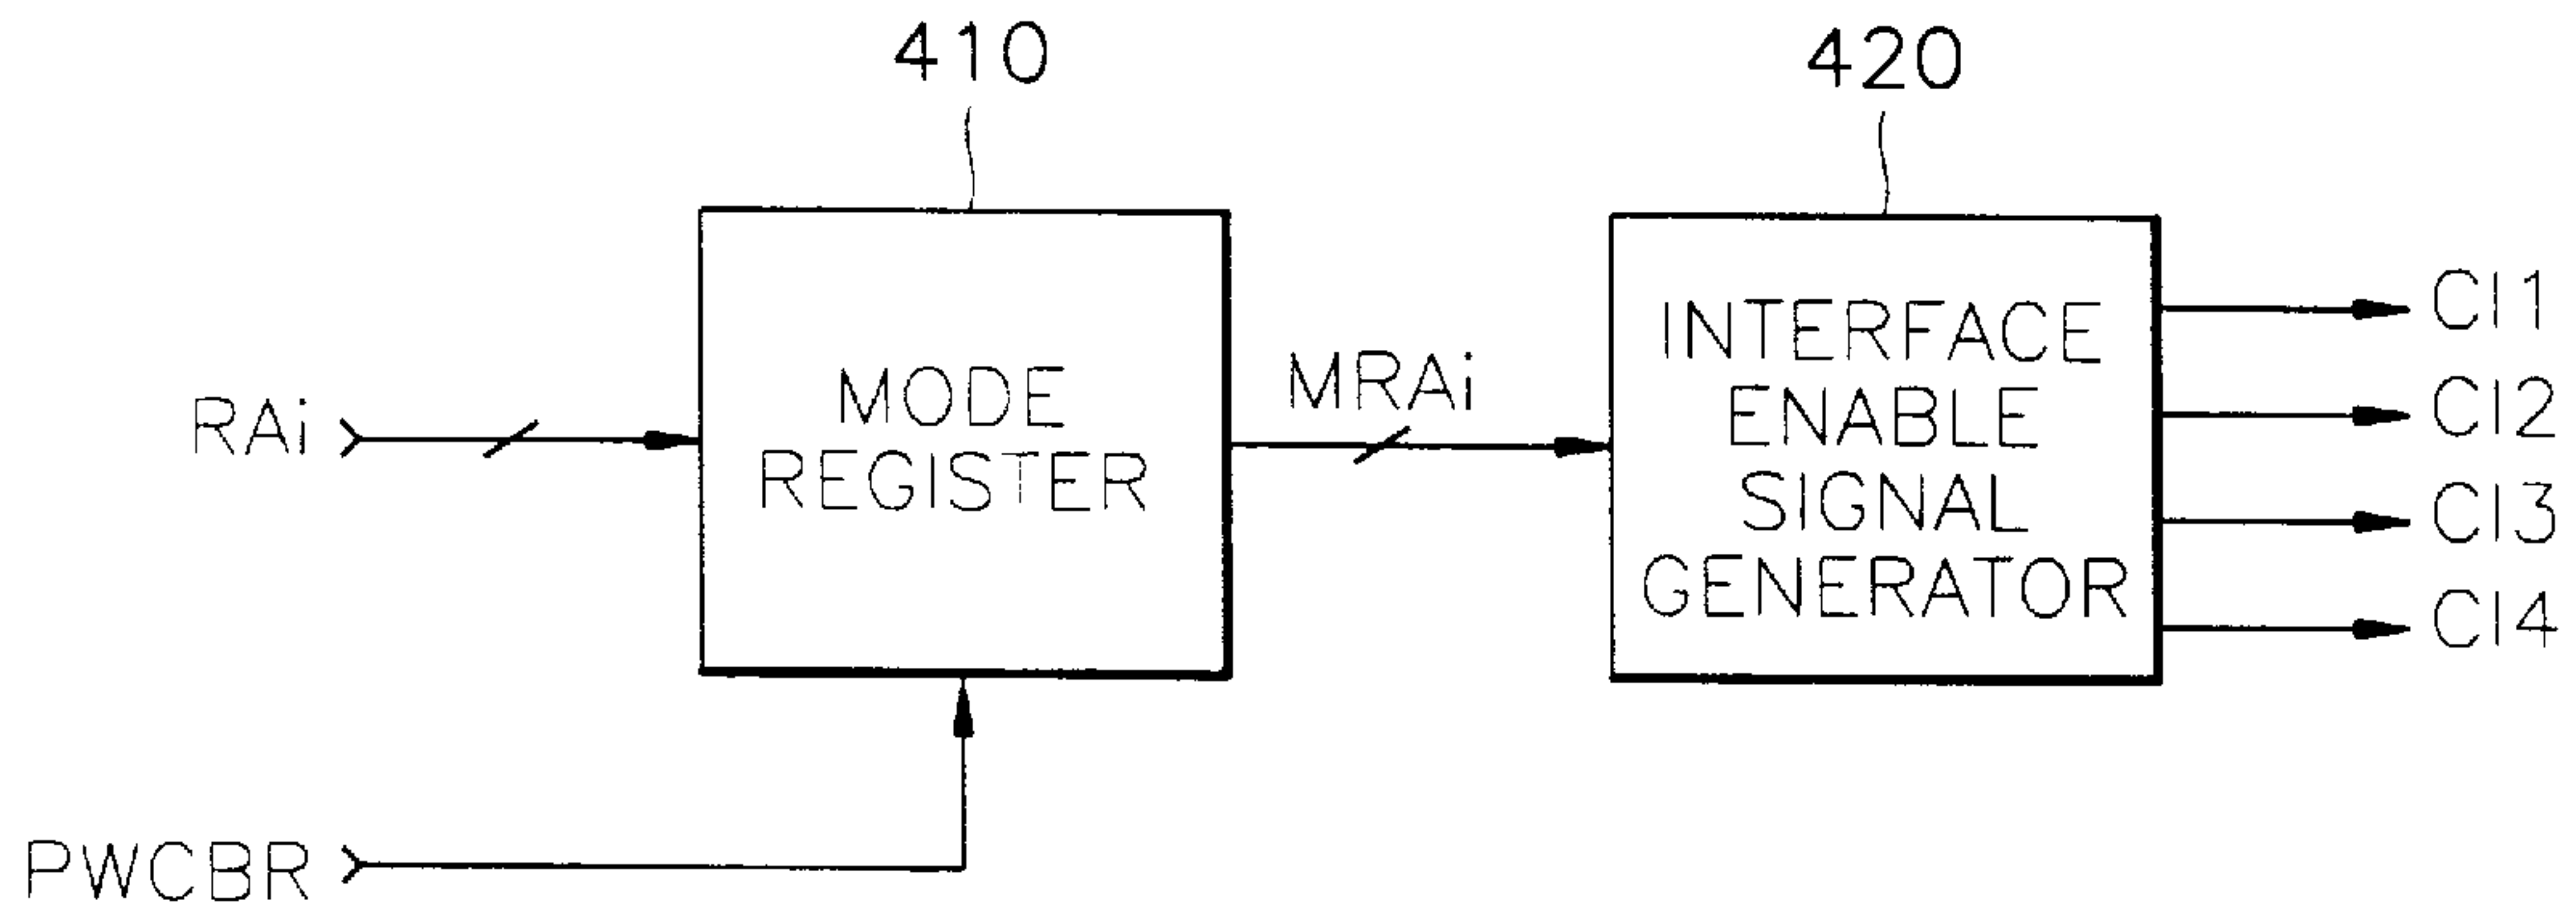 410
420
RAi
MODE
REGISTER
MRAi
INTERFACE
ENABLE
SIGNAL
GENERATOR
CI1
CI2
CI3
CI4
PWCBR